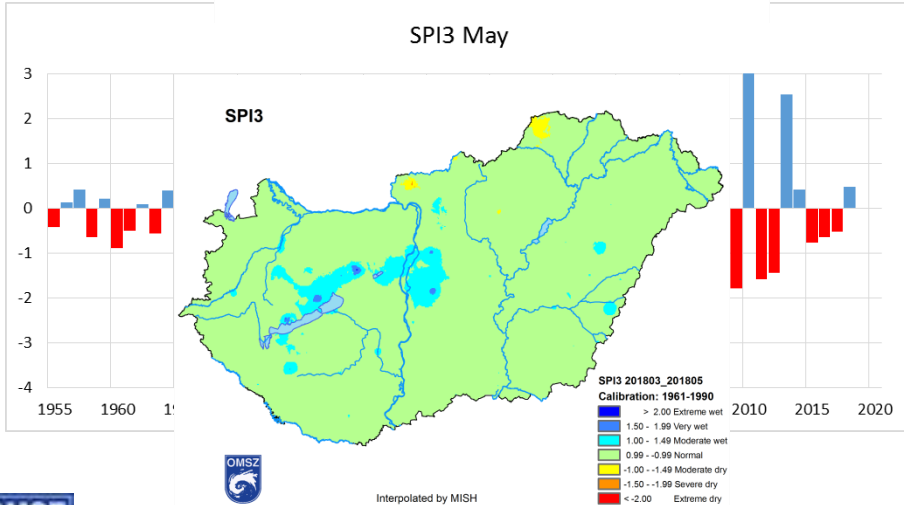 SPI3 May
3
2
1
0
-1
-2
-3
-4
1955 1960 2010 2015 2020
SPI3
SPI3 201803_201805
Calibration: 1961-1990
> 2.00 Extreme wet
1.50 - 1.99 Very wet
1.00 - 1.49 Moderate wet
0.99 - -0.99 Normal
-1.00 - -1.49 Moderate dry
-1.50 - -1.99 Severe dry
< -2.00 Extreme dry
OMSZ
Interpolated by MISH